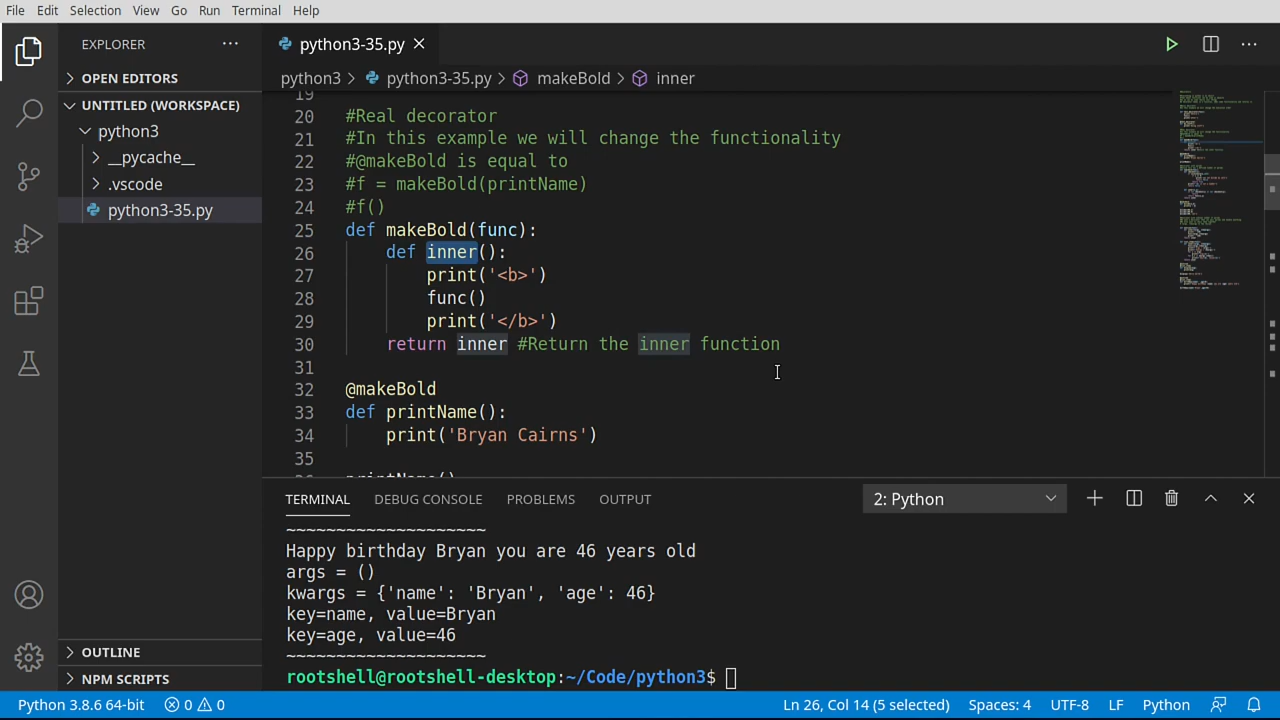 File Edit Selection View Go Run Terminal Help
EXPLORER ···
python3-35.py
OPEN EDITORS
UNTITLED (WORKSPACE)
python3
__pycache__
.vscode
python3-35.py
OUTLINE
NPM SCRIPTS
python3 > python3-35.py > makeBold > inner
19
20 #Real decorator
21 #In this example we will change the functionality
22 #@makeBold is equal to
23 #f = makeBold(printName)
24 #f()
25 def makeBold(func):
26 def inner():
27 print('<b>')
28 func()
29 print('</b>')
30 return inner #Return the inner function
31
32 @makeBold
33 def printName():
34 print('Bryan Cairns')
35
36 printName()
TERMINAL DEBUG CONSOLE PROBLEMS OUTPUT 2: Python
~~~~~~~~~~~~~~~~~~~~
Happy birthday Bryan you are 46 years old
args = ()
kwargs = {'name': 'Bryan', 'age': 46}
key=name, value=Bryan
key=age, value=46
~~~~~~~~~~~~~~~~~~~~
rootshell@rootshell-desktop:~/Code/python3$
Python 3.8.6 64-bit 0 0 Ln 26, Col 14 (5 selected) Spaces: 4 UTF-8 LF Python